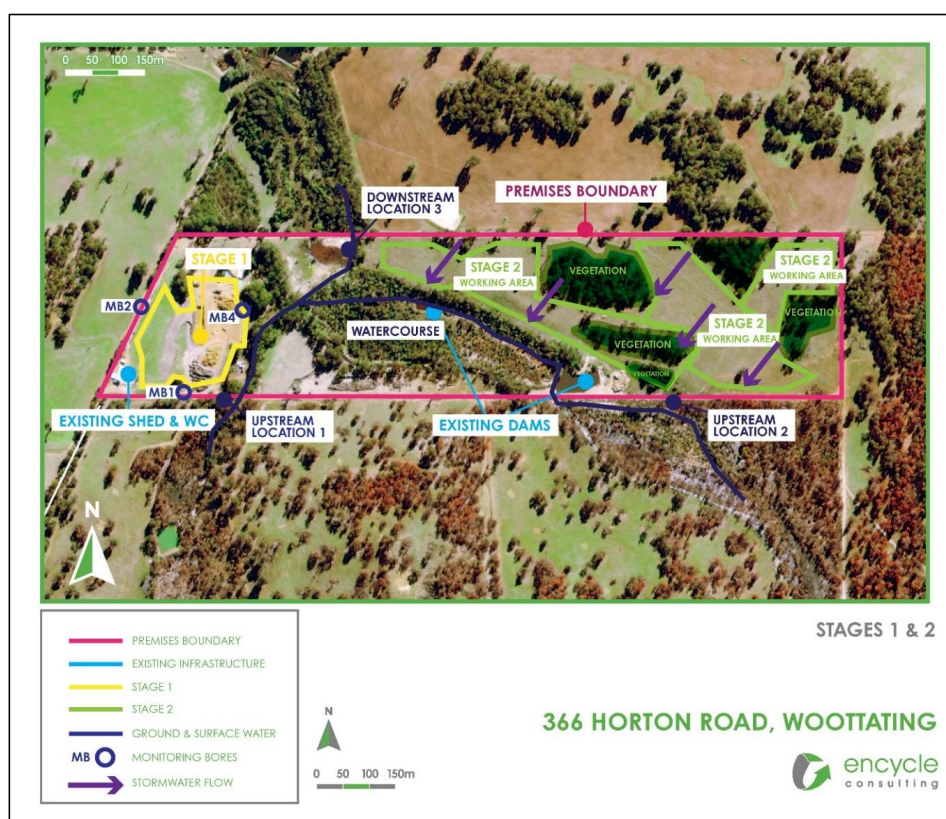 0 50 100 150m
DOWNSTREAM
LOCATION 3
PREMISES BOUNDARY
STAGE 1
STAGE 2
WORKING AREA
VEGETATION
STAGE 2
WORKING AREA
MB2
MB4
WATERCOURSE
VEGETATION
STAGE 2
WORKING AREA
VEGETATION
VEGETATION
MB1
EXISTING SHED & WC
UPSTREAM
LOCATION 1
EXISTING DAMS
UPSTREAM
LOCATION 2
N
STAGES 1 & 2
PREMISES BOUNDARY
EXISTING INFRASTRUCTURE
STAGE 1
STAGE 2
GROUND & SURFACE WATER
MB MONITORING BORES
STORMWATER FLOW
N
0 50 100 150m
366 HORTON ROAD, WOOTTATING
encycle
consulting